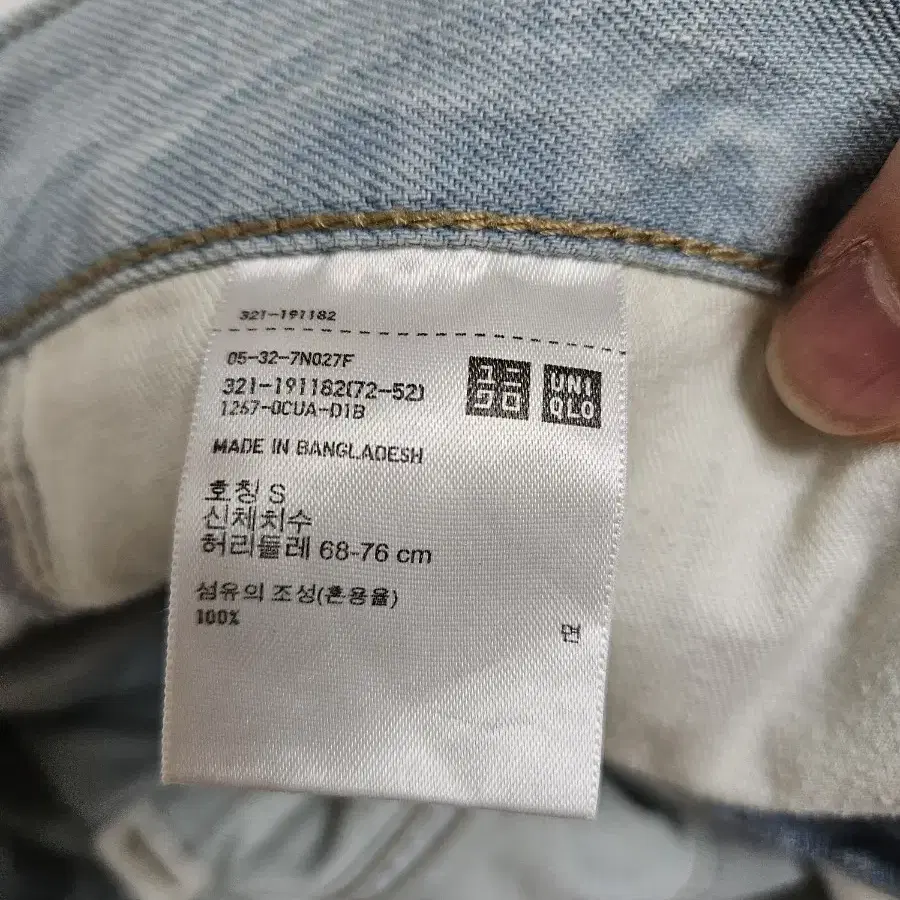 321-191182
05-32-7N027F
321-191182(72-52)
1267-0CUA-D1B
ユニ
クロ
UNI
QLO
MADE IN BANGLADESH
호칭 S
신체치수
허리둘레 68-76 cm
섬유의 조성(혼용율)
100% 면